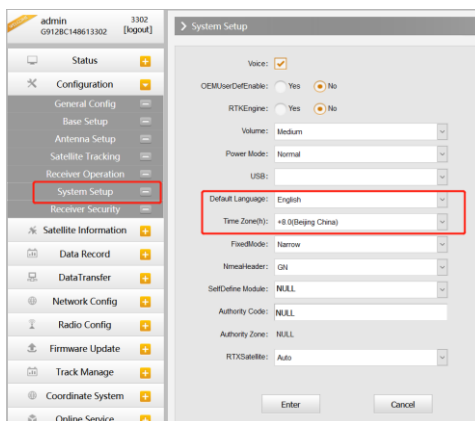 admin 3302
G912BC148613302 [logout]
Status
Configuration
General Config
Base Setup
Antenna Setup
Satellite Tracking
Receiver Operation
System Setup
Receiver Security
Satellite Information
Data Record
DataTransfer
Network Config
Radio Config
Firmware Update
Track Manage
Coordinate System
Online Service
System Setup
Voice:
OEMUserDefEnable: Yes No
RTKEngine: Yes No
Volume: Medium
Power Mode: Normal
USB:
Default Language: English
Time Zone(h): +8.0(Beijing China)
FixedMode: Narrow
NmeaHeader: GN
SelfDefine Module: NULL
Authority Code: NULL
Authority Zone: NULL
RTXSatellite: Auto
Enter Cancel